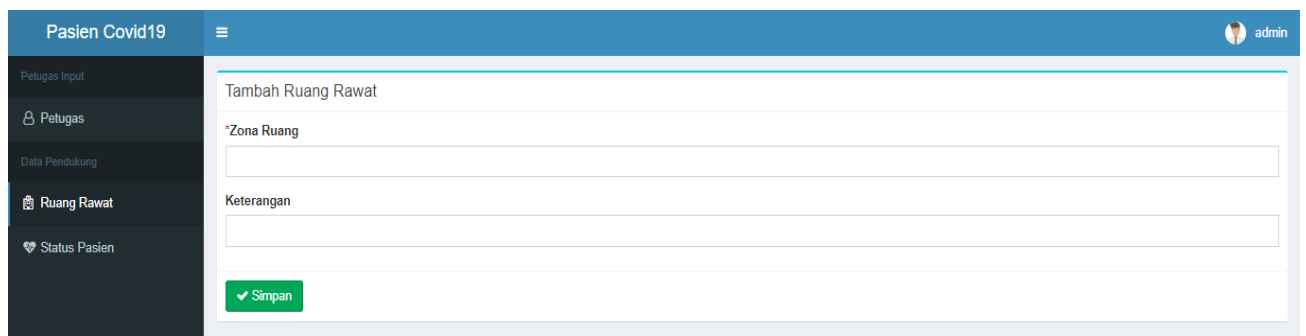 Pasien Covid19
admin
Petugas Input
Petugas
Data Pendukung
Ruang Rawat
Status Pasien
Tambah Ruang Rawat
*Zona Ruang
Keterangan
Simpan